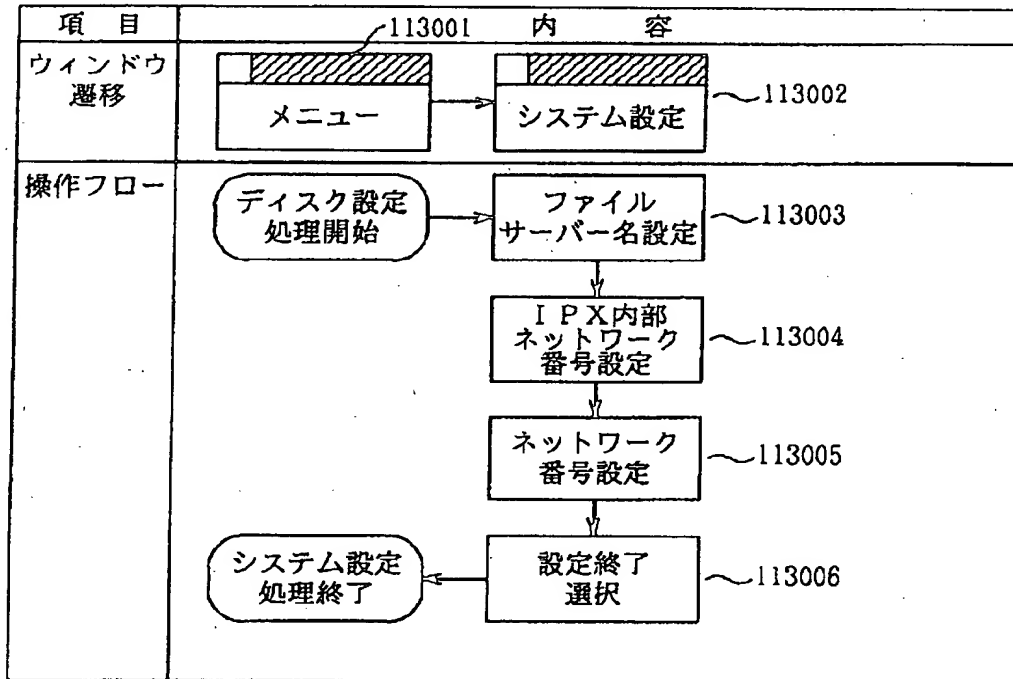 項 目
113001 内 容
ウィンドウ
遷移
メニュー
システム設定
113002
操作フロー
ディスク設定
処理開始
ファイル
サーバー名設定
113003
IPX内部
ネットワーク
番号設定
113004
ネットワーク
番号設定
113005
システム設定
処理終了
設定終了
選択
113006